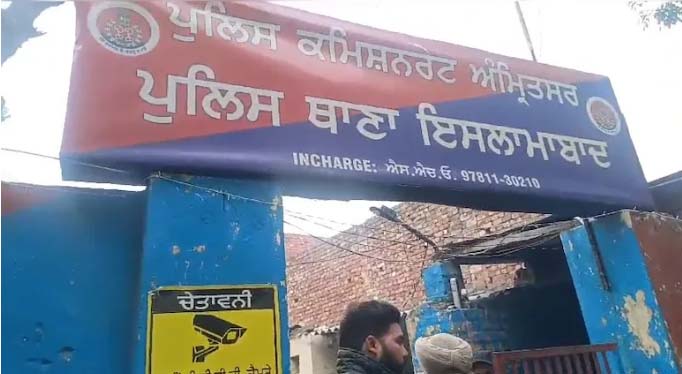 ਪੁਲਿਸ ਕਮਿਸ਼ਨਰੇਟ ਅੰਮ੍ਰਿਤਸਰ
ਪੁਲਿਸ ਥਾਣਾ ਇਸਲਾਮਾਬਾਦ
INCHARGE: ਐਸ.ਐਚ.ਓ. 97811-30210
ਚੇਤਾਵਨੀ